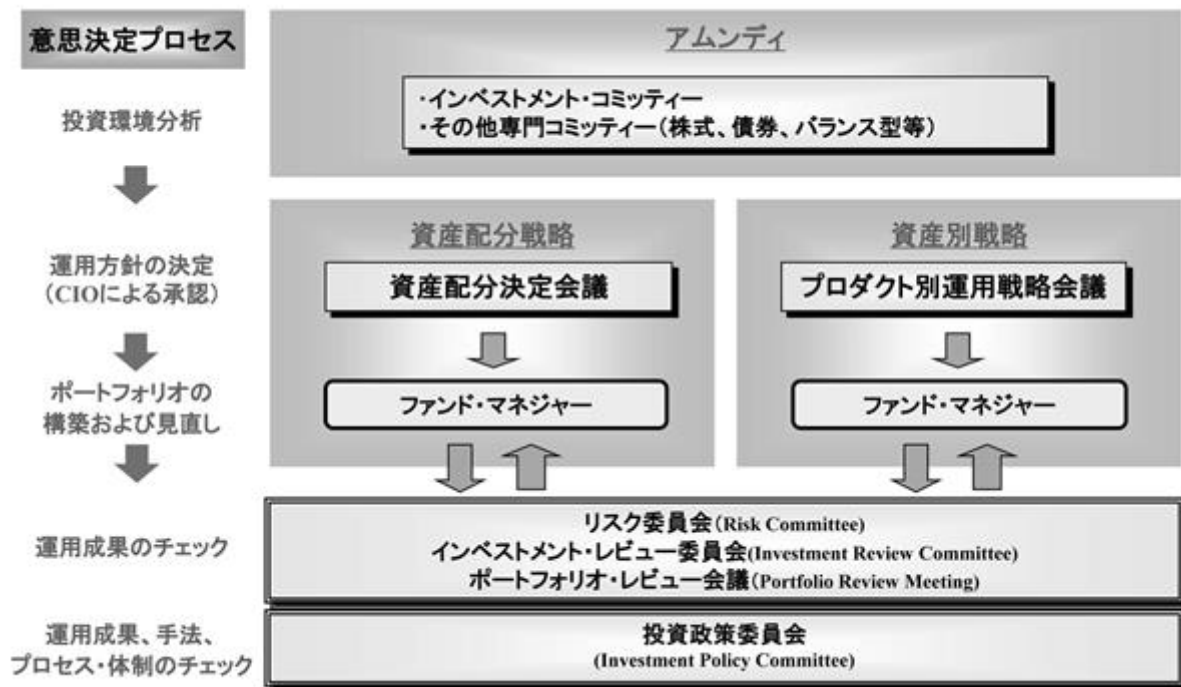 意思決定プロセス
アムンディ
投資環境分析
・インベストメント・コミッティー
・その他専門コミッティー（株式、債券、バランス型等）
運用方針の決定
（CIOによる承認）
資産配分戦略
資産配分決定会議
ファンド・マネジャー
資産別戦略
プロダクト別運用戦略会議
ファンド・マネジャー
ポートフォリオの
構築および見直し
運用成果のチェック
リスク委員会(Risk Committee)
インベストメント・レビュー委員会(Investment Review Committee)
ポートフォリオ・レビュー会議(Portfolio Review Meeting)
運用成果、手法、
プロセス・体制のチェック
投資政策委員会
(Investment Policy Committee)